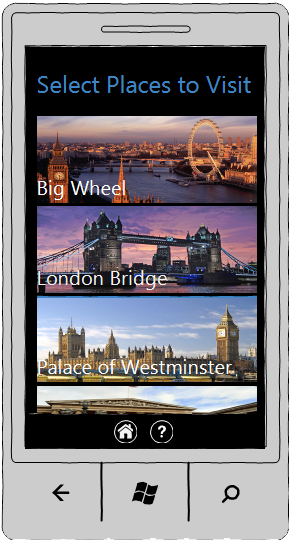 Select Places to Visit
Big Wheel
London Bridge
Palace of Westminster
?